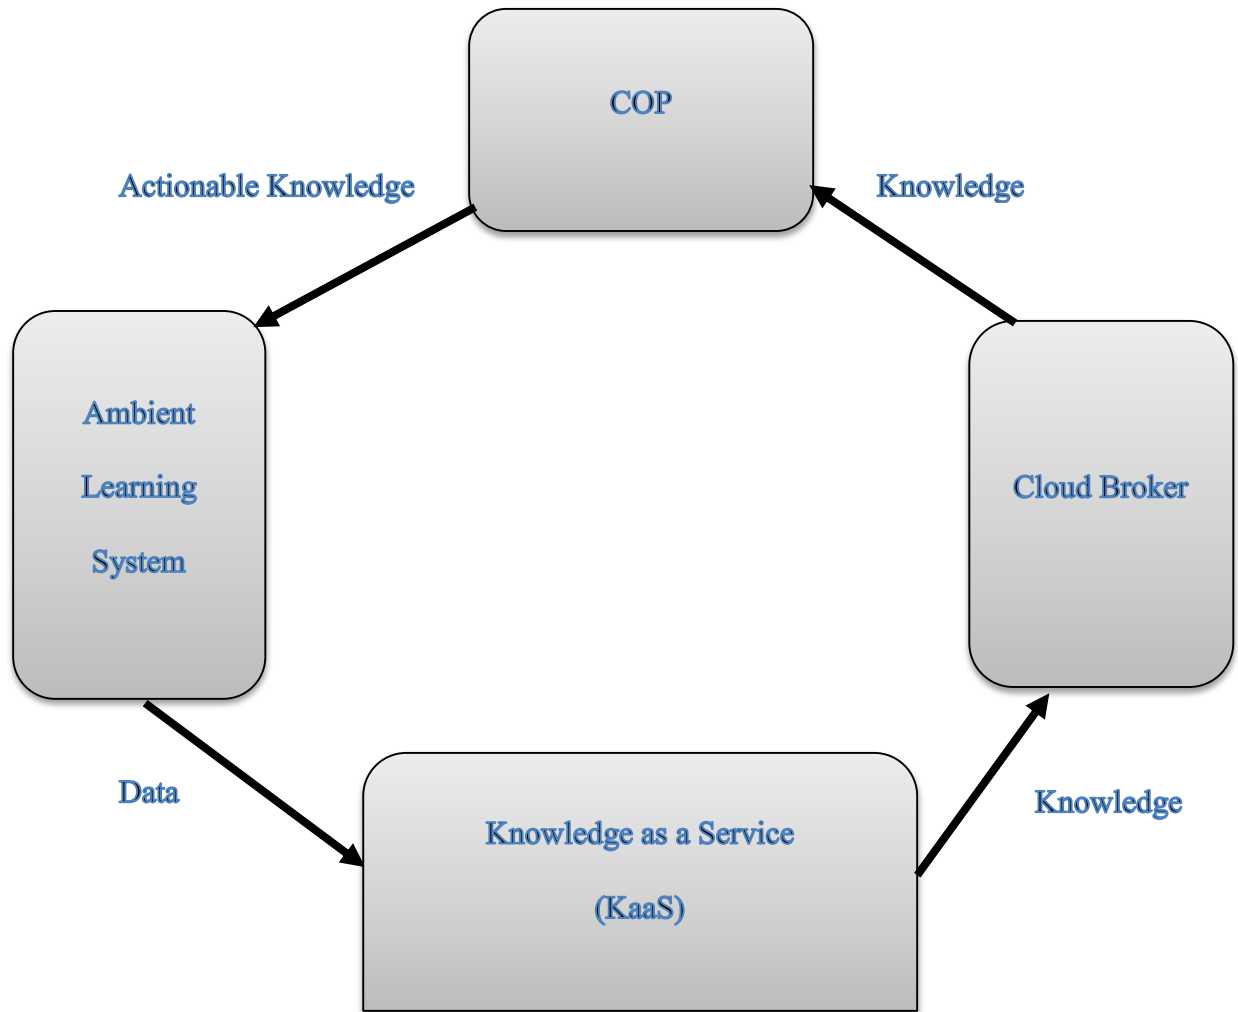 COP
Actionable Knowledge
Knowledge
Ambient
Learning
System
Cloud Broker
Data
Knowledge
Knowledge as a Service
(KaaS)